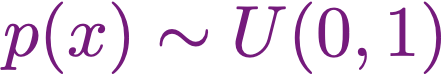 p(x) ∼ U(0, 1)